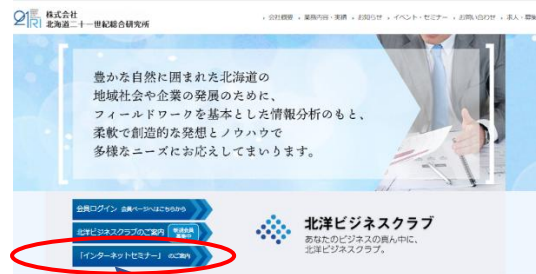 21RI 株式会社
北海道二十一世紀総合研究所
会社概要 業務内容・実績 お知らせ イベント・セミナー お問い合わせ 求人・
豊かな自然に囲まれた北海道の
地域社会や企業の発展のために、
フィールドワークを基本とした情報分析のもと、
柔軟で創造的な発想とノウハウで
多様なニーズにお応えしてまいります。
会員ログイン 会員ページへはこちらから
北洋ビジネスクラブのご案内 新規会員募集中
「インターネットセミナー」 のご案内
北洋ビジネスクラブ
あなたのビジネスの真ん中に、
北洋ビジネスクラブ。